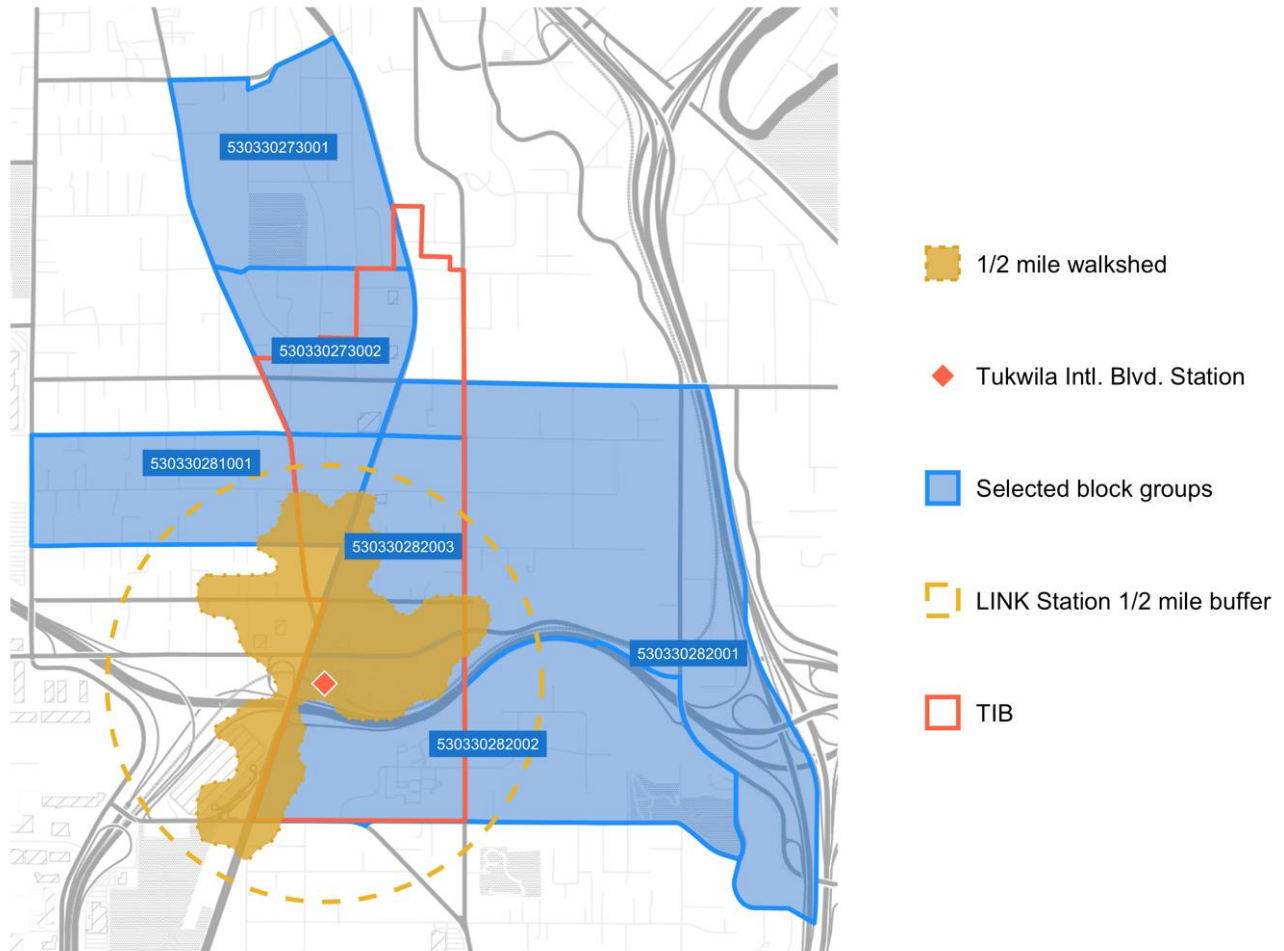 530330273001
530330273002
530330281001
530330282003
530330282001
530330282002
1/2 mile walkshed
Tukwila Intl. Blvd. Station
Selected block groups
LINK Station 1/2 mile buffer
TIB